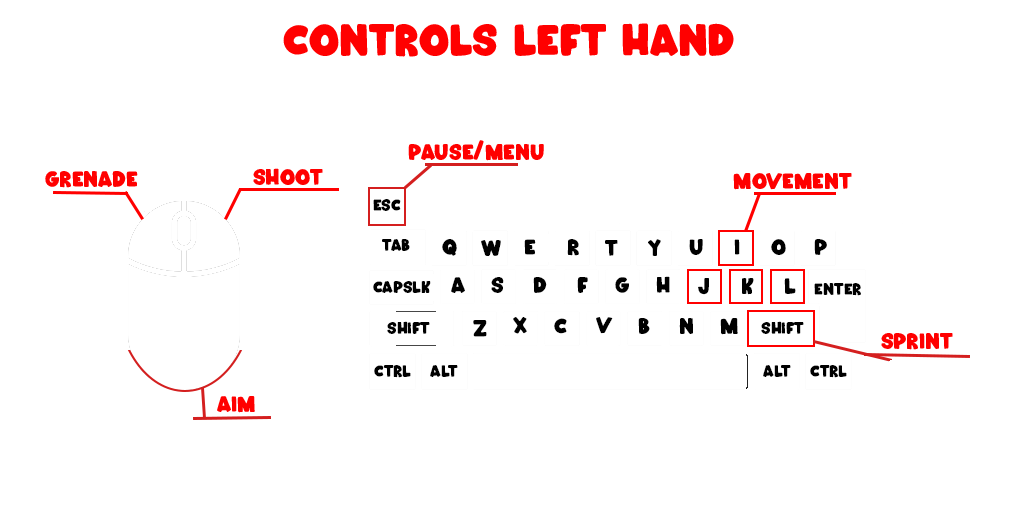 CONTROLS LEFT HAND
PAUSE/MENU
GRENADE
SHOOT
MOVEMENT
ESC
TAB Q W E R T Y U I O P
CAPSLK A S D F G H J K L ENTER
SHIFT Z X C V B N M SHIFT
SPRINT
CTRL ALT ALT CTRL
AIM